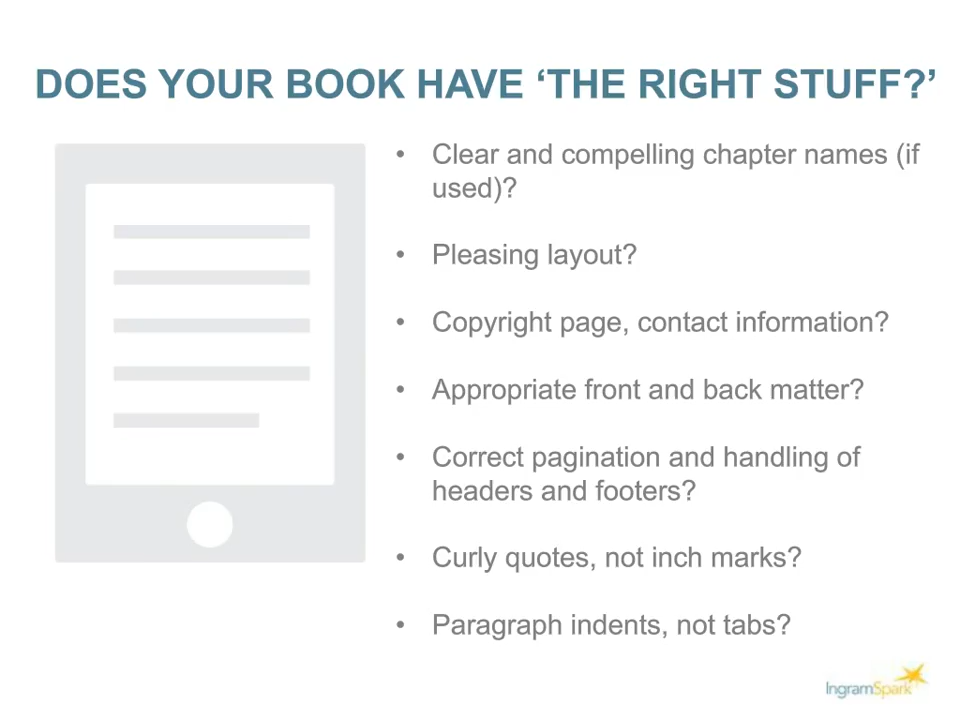 DOES YOUR BOOK HAVE ‘THE RIGHT STUFF?’
• Clear and compelling chapter names (if
used)?
• Pleasing layout?
• Copyright page, contact information?
• Appropriate front and back matter?
• Correct pagination and handling of
headers and footers?
• Curly quotes, not inch marks?
• Paragraph indents, not tabs?
IngramSpark